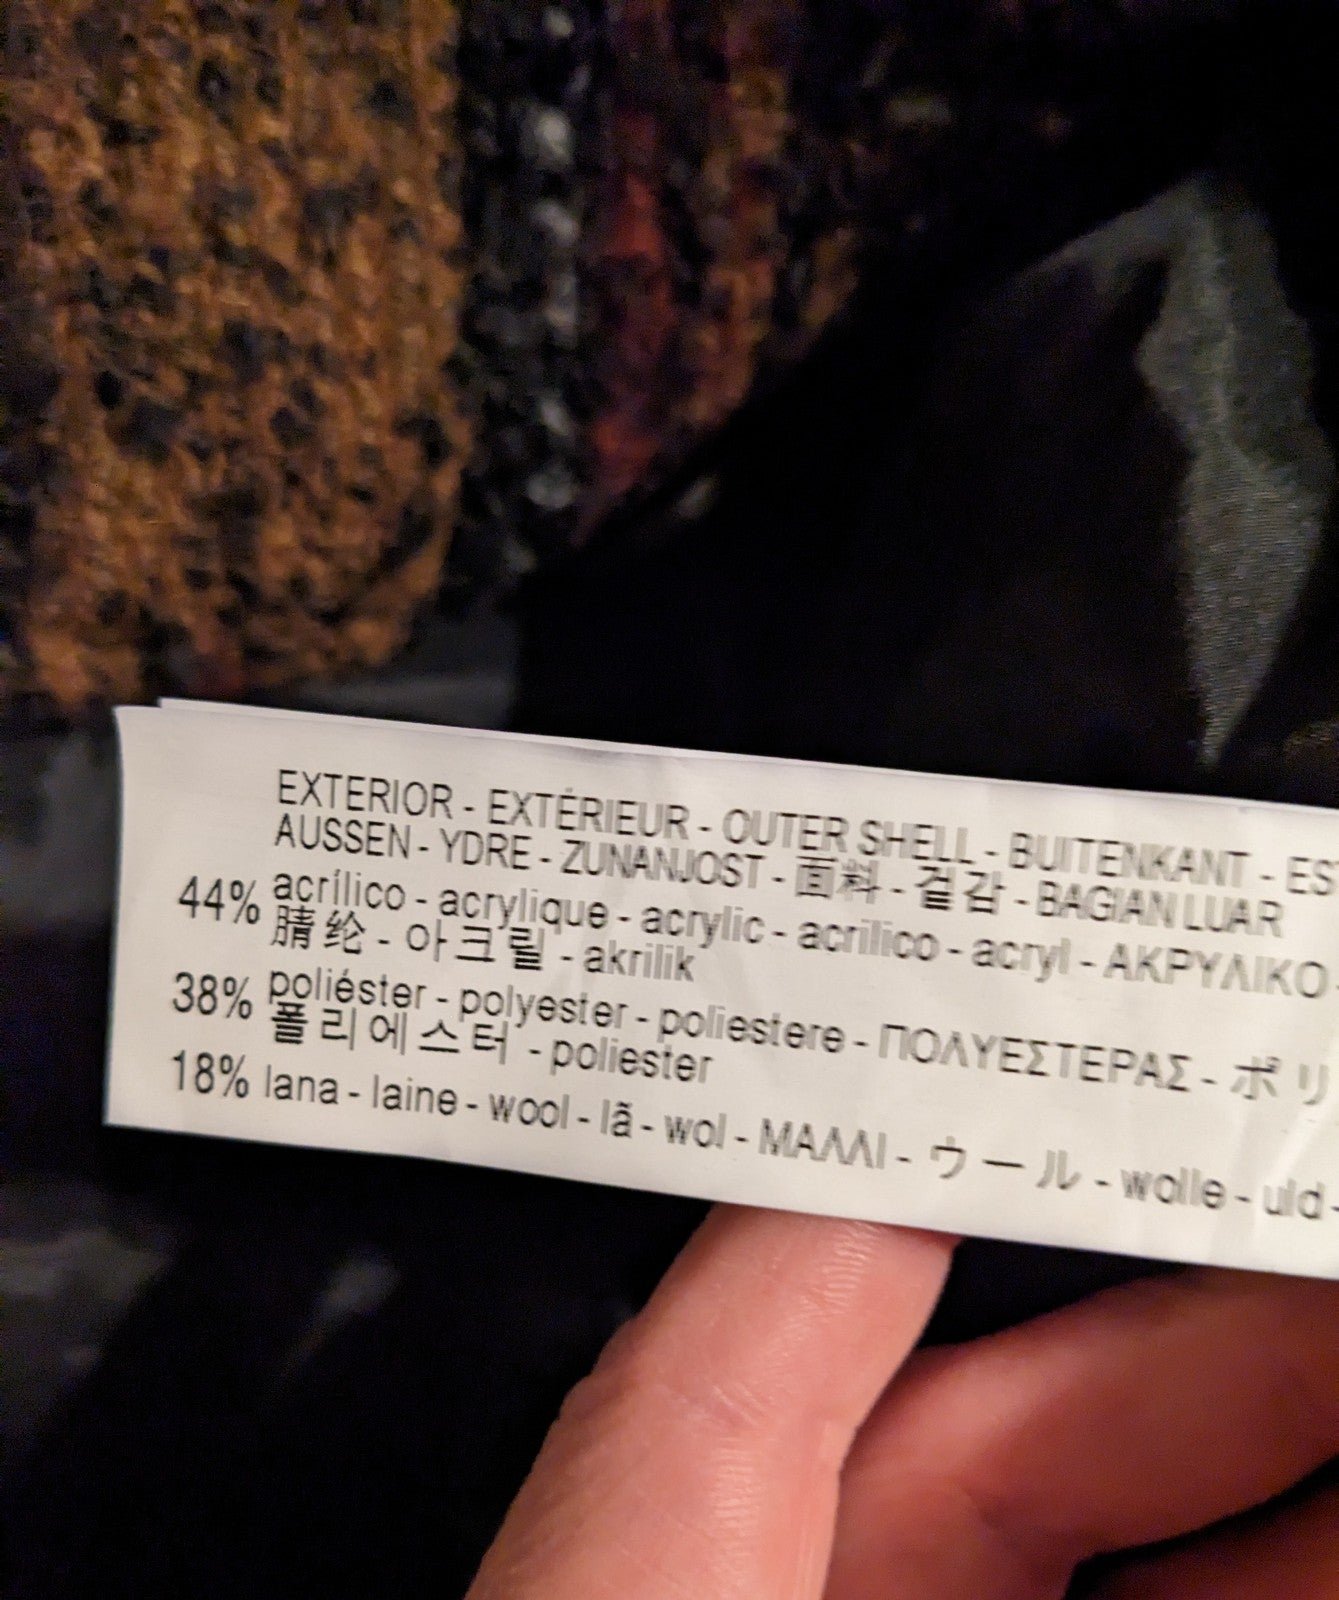 EXTERIOR - EXTÉRIEUR - OUTER SHELL - BUITENKANT - ES
AUSSEN - YDRE - ZUNANJOST - 面料 - 겉감 - BAGIAN LUAR
44% acrílico - acrylique - acrylic - acrilico - acryl - ΑΚΡΥΛΙΚΟ -
腈纶 - 아크릴 - akrilik
38% poliéster - polyester - poliestere - ΠΟΛΥΕΣΤΕΡΑΣ - ポリ
폴리에스터 - poliester
18% lana - laine - wool - lã - wol - ΜΑΛΛΙ - ウール - wolle - uld -